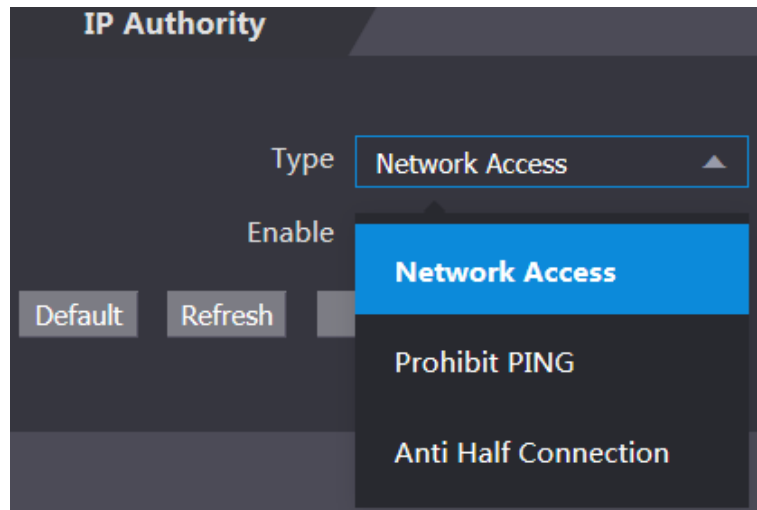 IP Authority
Type Network Access
Enable
Network Access
Default Refresh
Prohibit PING
Anti Half Connection